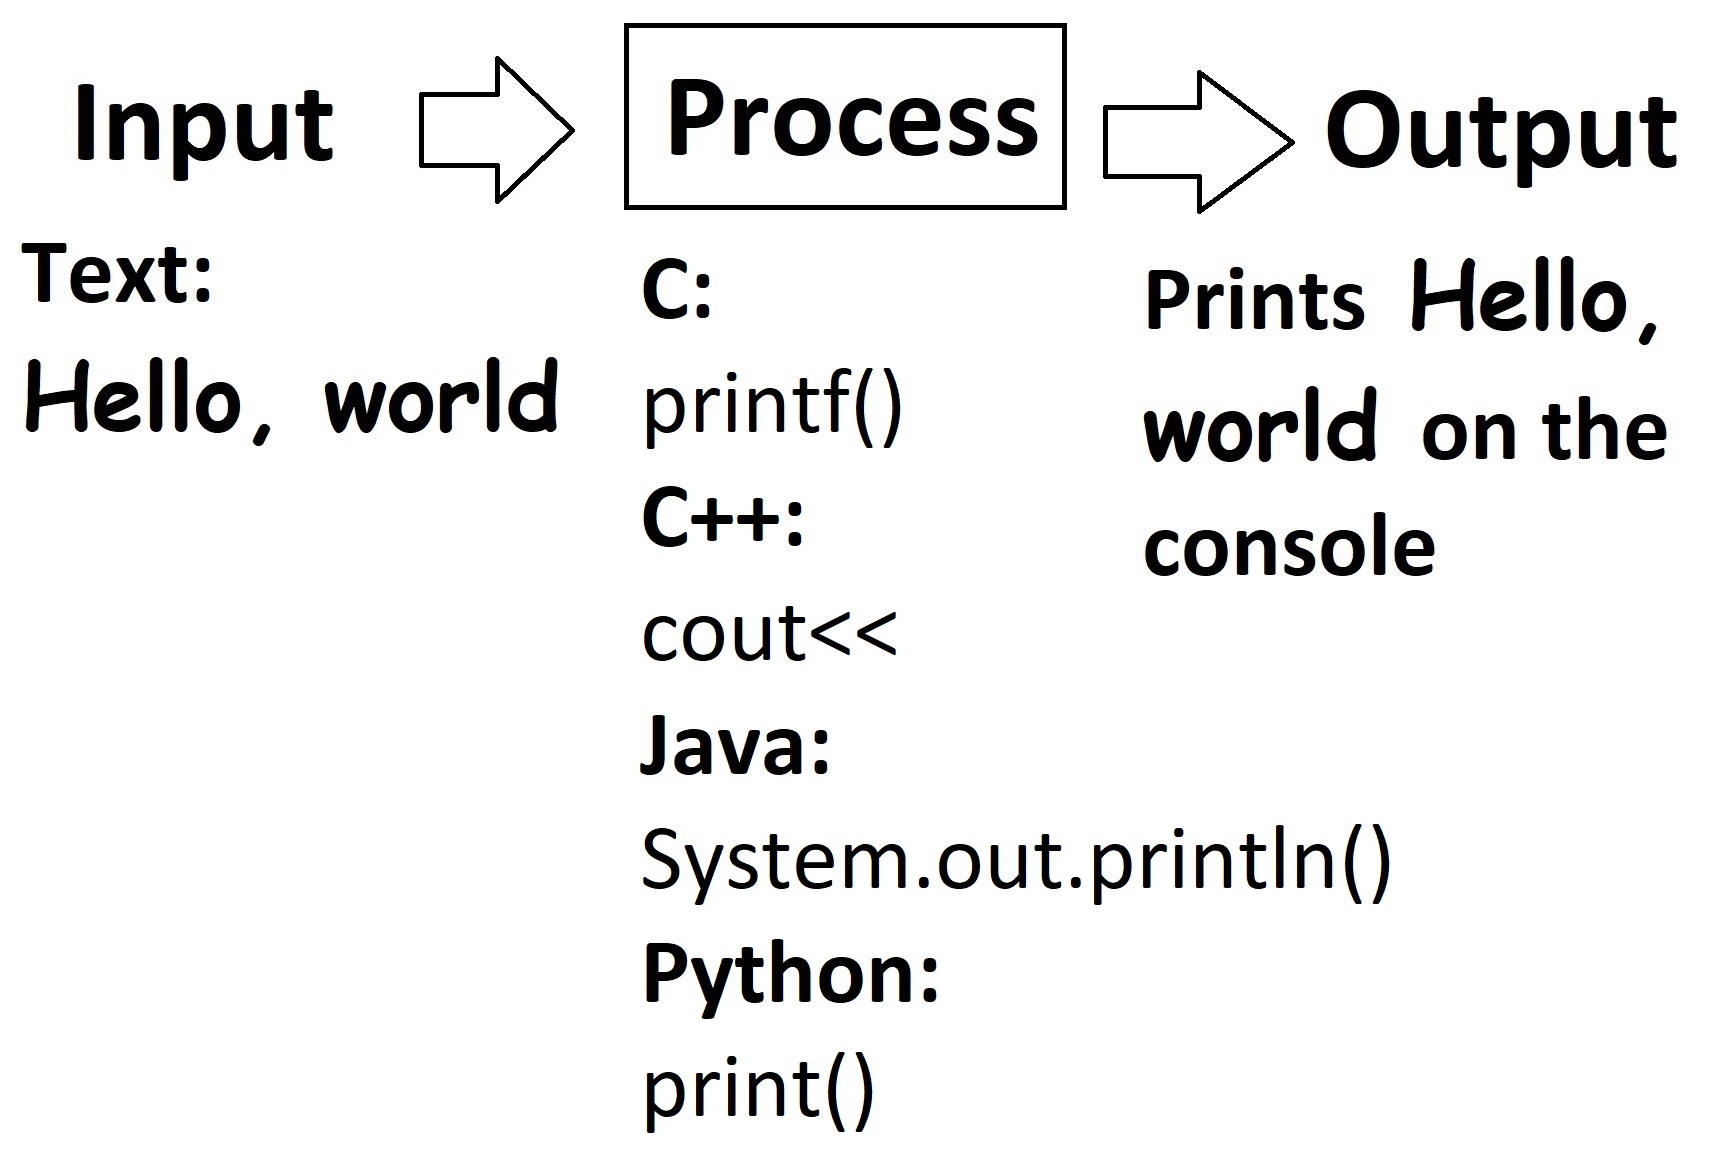 Input
Process
Output
Text:
Hello, world
C:
printf()
C++:
cout<<
Java:
System.out.println()
Python:
print()
Prints Hello,
world on the
console